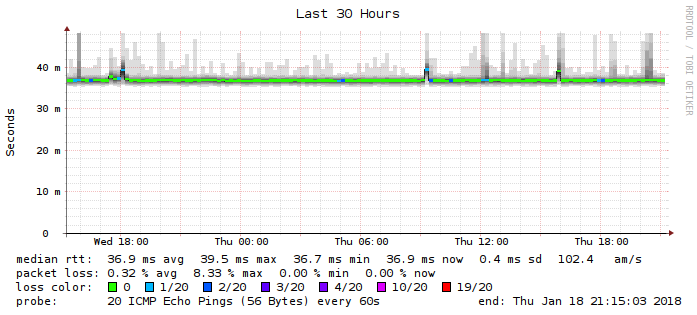 Last 30 Hours
RRDTOOL / TOBI OETIKER
Seconds
40 m
30 m
20 m
10 m
0
Wed 18:00 Thu 00:00 Thu 06:00 Thu 12:00 Thu 18:00
median rtt: 36.9 ms avg 39.5 ms max 36.7 ms min 36.9 ms now 0.4 ms sd 102.4 am/s
packet loss: 0.32 % avg 8.33 % max 0.00 % min 0.00 % now
loss color: 0 1/20 2/20 3/20 4/20 10/20 19/20
probe: 20 ICMP Echo Pings (56 Bytes) every 60s end: Thu Jan 18 21:15:03 2018